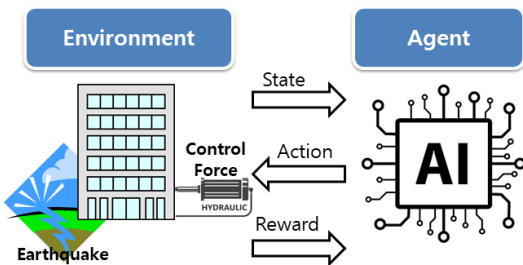 Environment
Agent
State
Control
Force
Action
AI
HYDRAULIC
Reward
Earthquake